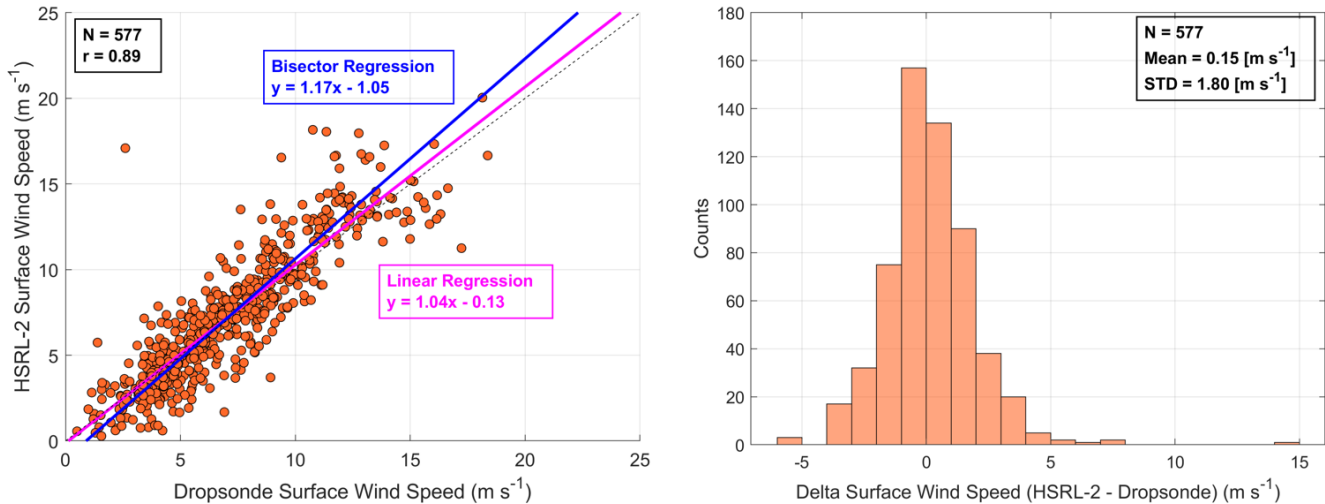 N = 577
r = 0.89
Bisector Regression
y = 1.17x - 1.05
Linear Regression
y = 1.04x - 0.13
HSRL-2 Surface Wind Speed (m s⁻¹)
25
20
15
10
5
0
0 5 10 15 20 25
Dropsonde Surface Wind Speed (m s⁻¹)
N = 577
Mean = 0.15 [m s⁻¹]
STD = 1.80 [m s⁻¹]
Counts
180
160
140
120
100
80
60
40
20
0
-5 0 5 10 15
Delta Surface Wind Speed (HSRL-2 - Dropsonde) (m s⁻¹)